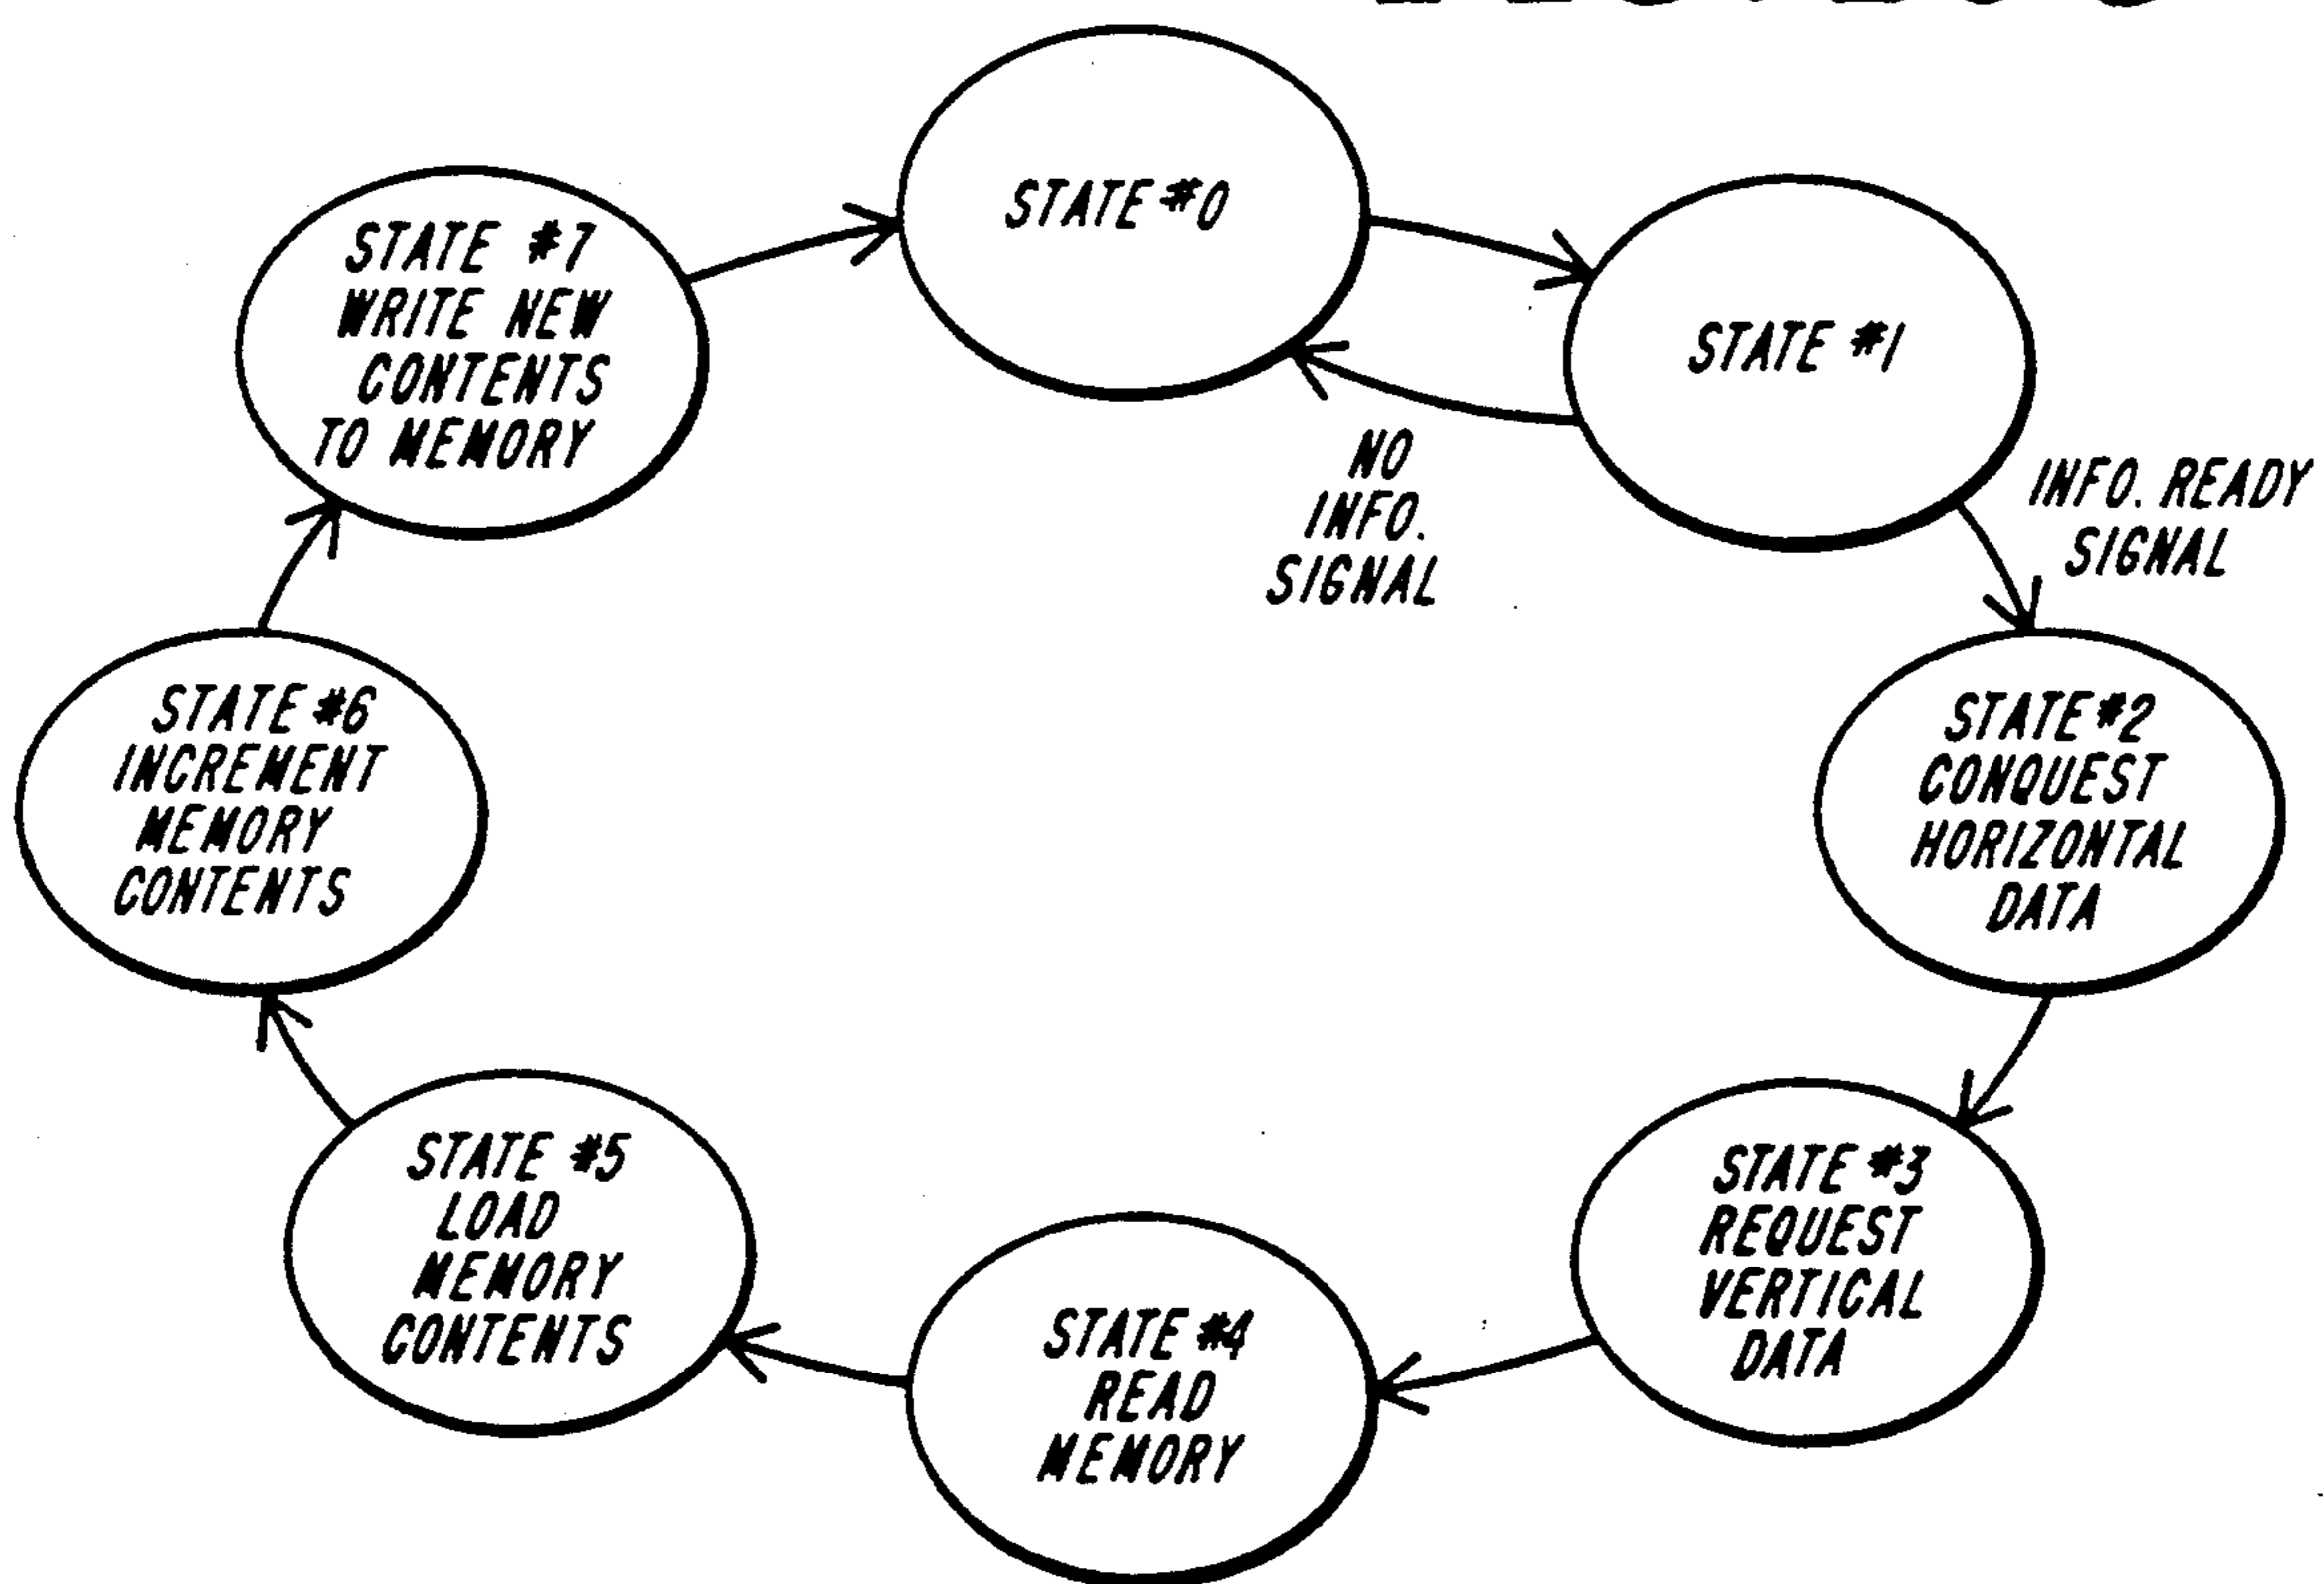 STATE #0
STATE #1
NO
INFO.
SIGNAL
INFO. READY
SIGNAL
STATE #2
CONQUEST
HORIZONTAL
DATA
STATE #3
REQUEST
VERTICAL
DATA
STATE #4
READ
MEMORY
STATE #5
LOAD
MEMORY
CONTENTS
STATE #6
INCREMENT
MEMORY
CONTENTS
STATE #7
WRITE NEW
CONTENTS
TO MEMORY